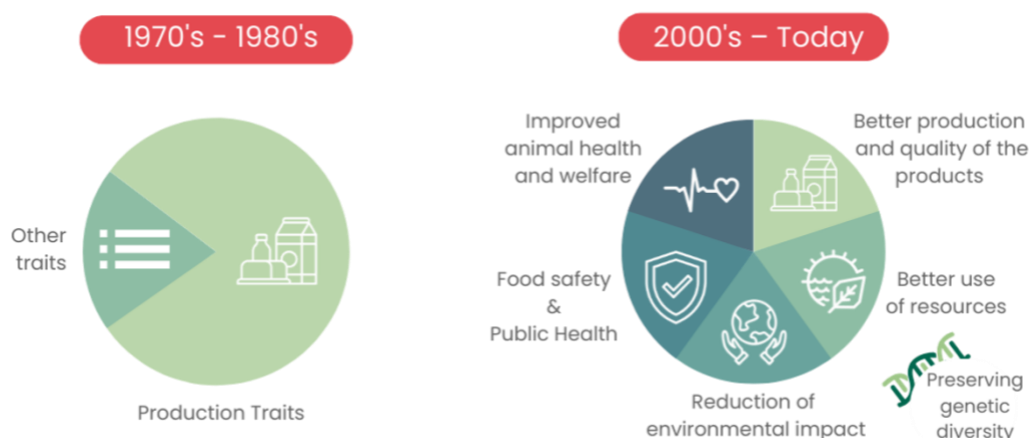 1970's - 1980's
Other
traits
Production Traits
2000's – Today
Improved
animal health
and welfare
Better production
and quality of the
products
Food safety
&
Public Health
Better use
of resources
Reduction of
environmental impact
Preserving
genetic
diversity